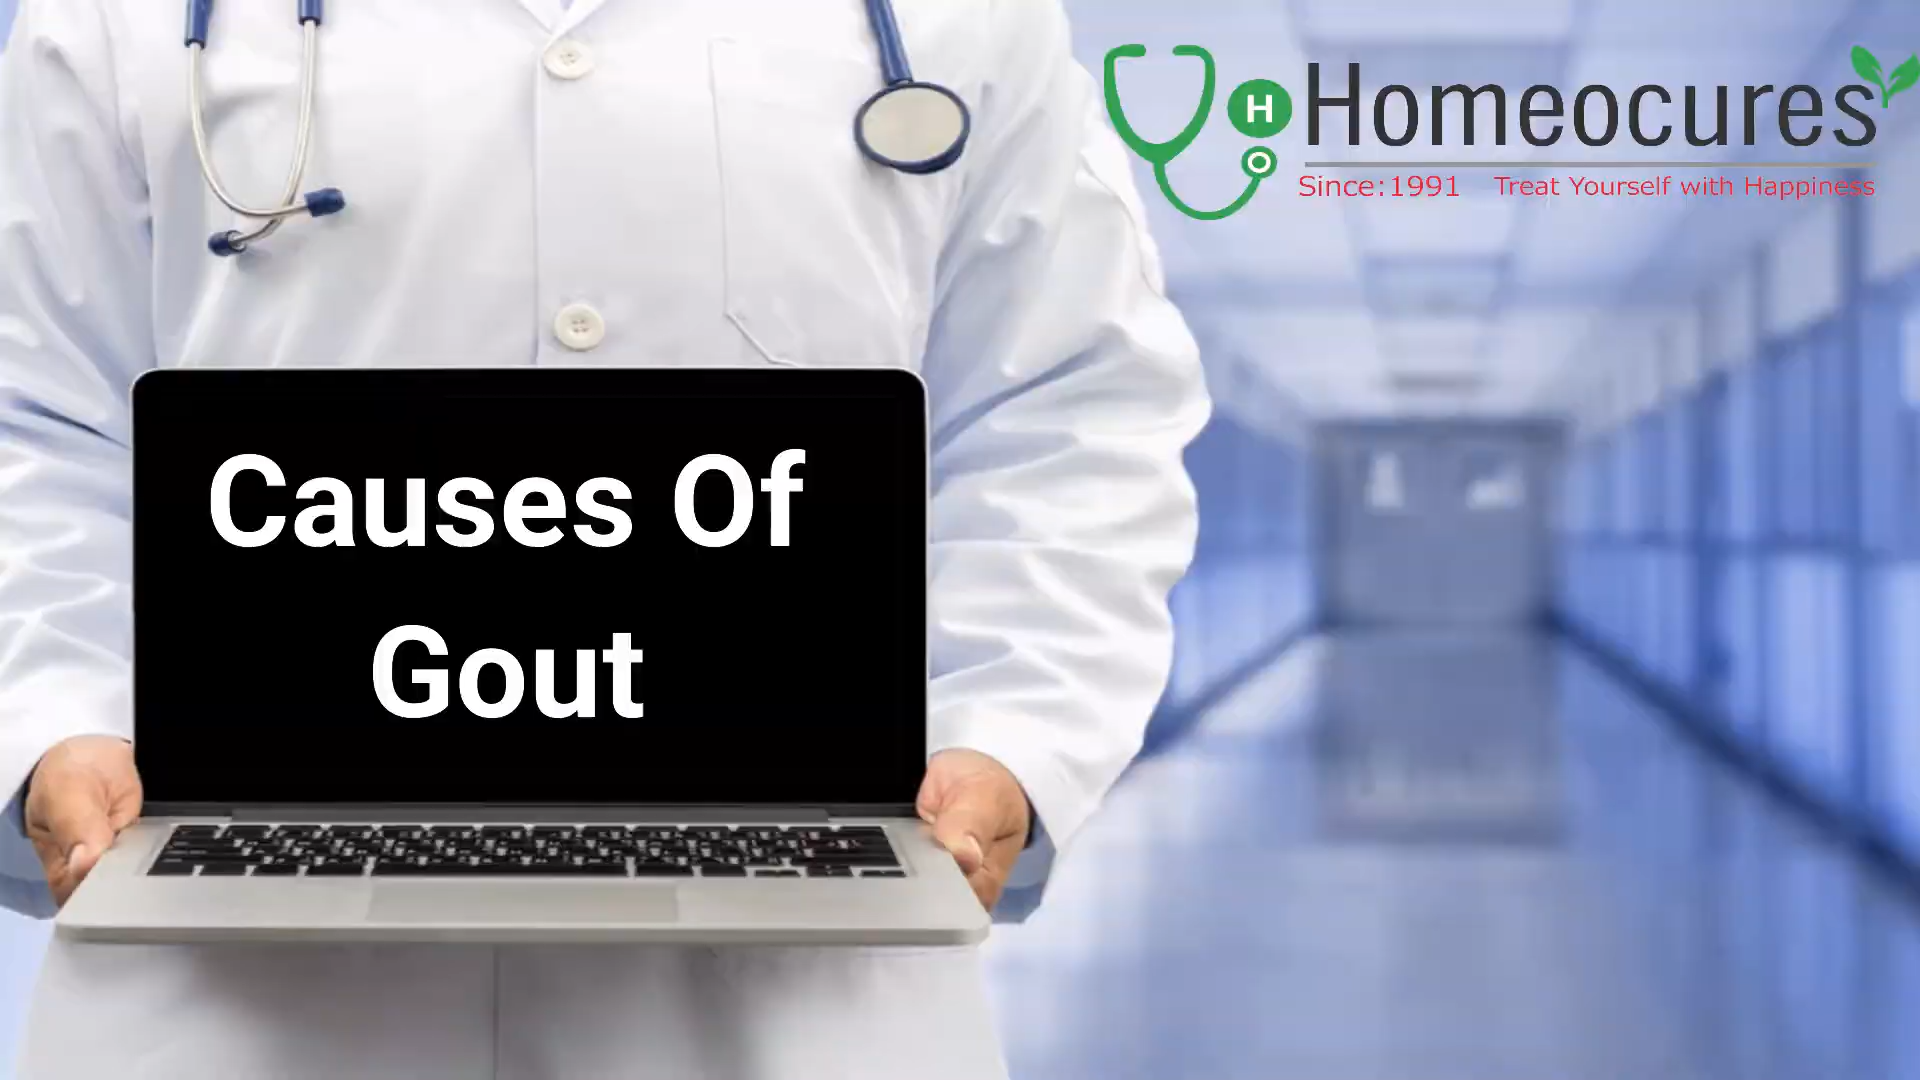 H Homeocures
O
Since:1991 Treat Yourself with Happiness
Causes Of
Gout